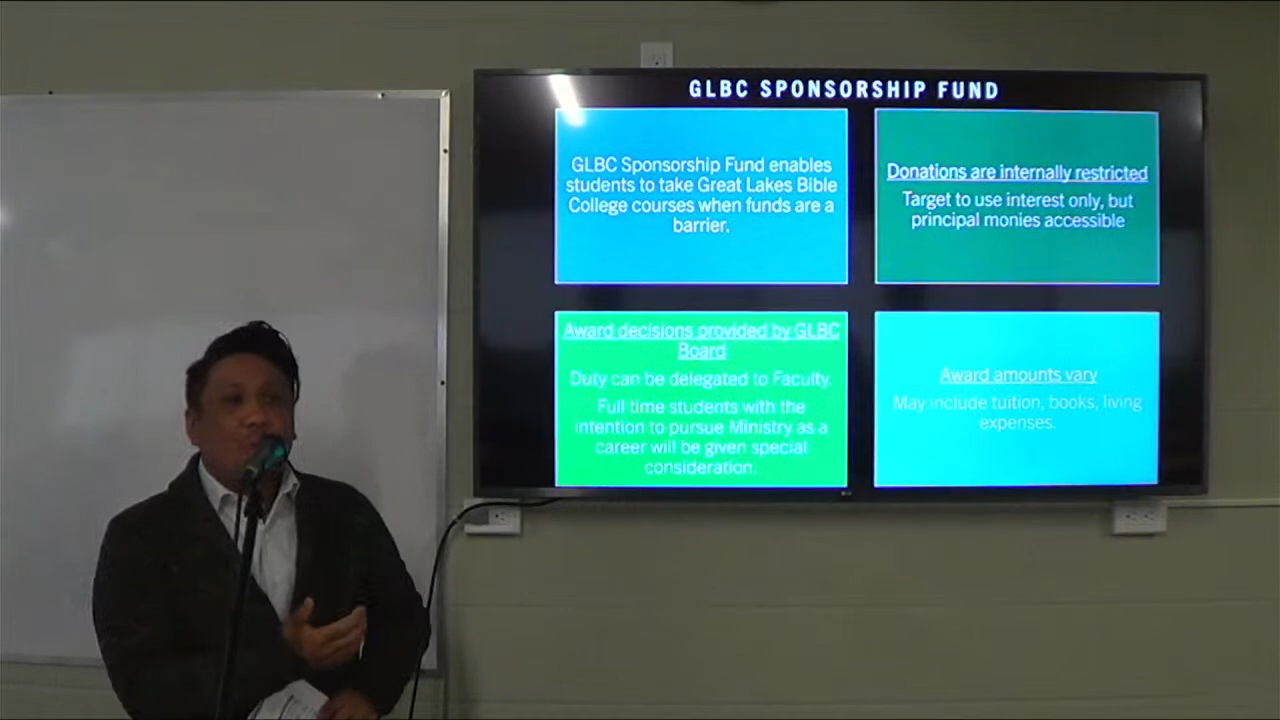 GLBC SPONSORSHIP FUND
GLBC Sponsorship Fund enables
students to take Great Lakes Bible
College courses when funds are a
barrier.
Donations are internally restricted
Target to use interest only, but
principal monies accessible
Award decisions provided by GLBC
Board
Duty can be delegated to Faculty.
Full time students with the
intention to pursue Ministry as a
career will be given special
consideration.
Award amounts vary
May include tuition, books, living
expenses.